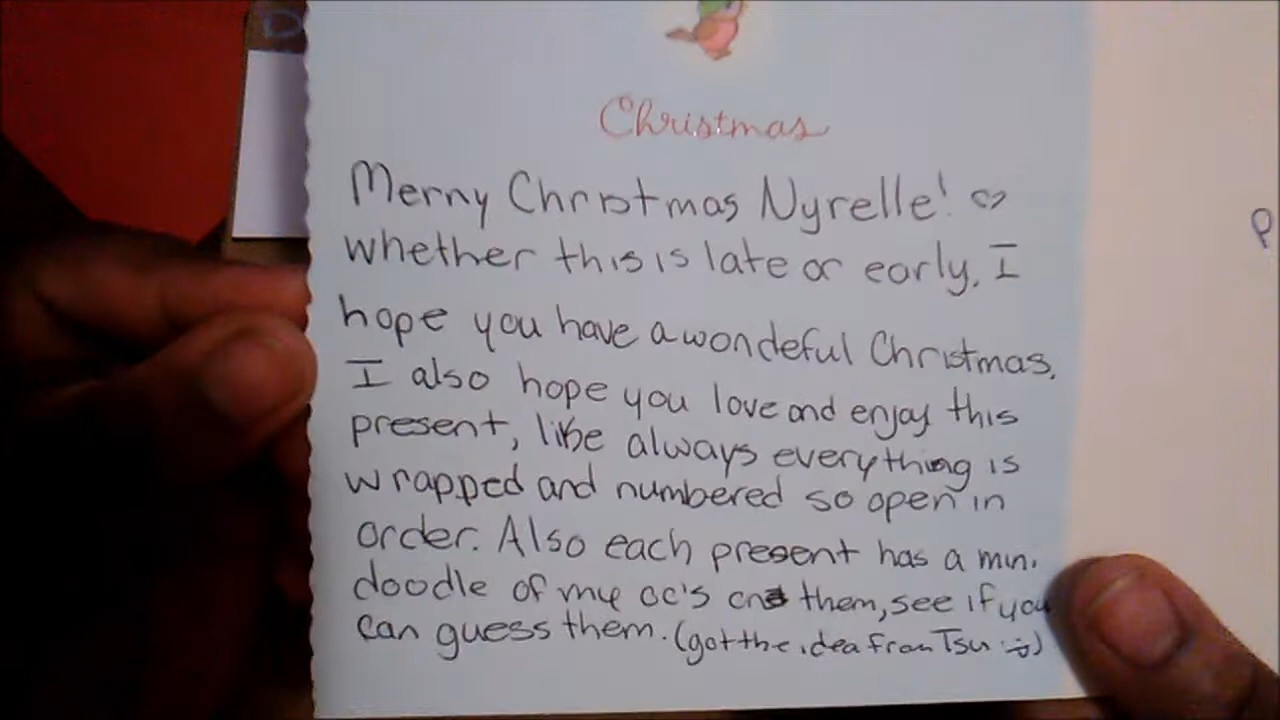 D
Christmas
Merry Christmas Nyrelle! ♡
whether this is late or early, I
hope you have a wondeful Christmas,
I also hope you love and enjoy this
present, like always everything is
wrapped and numbered so open in
order. Also each present has a mini
doodle of my oc's on them, see if you
can guess them. (got the idea from Tsu :3)
P